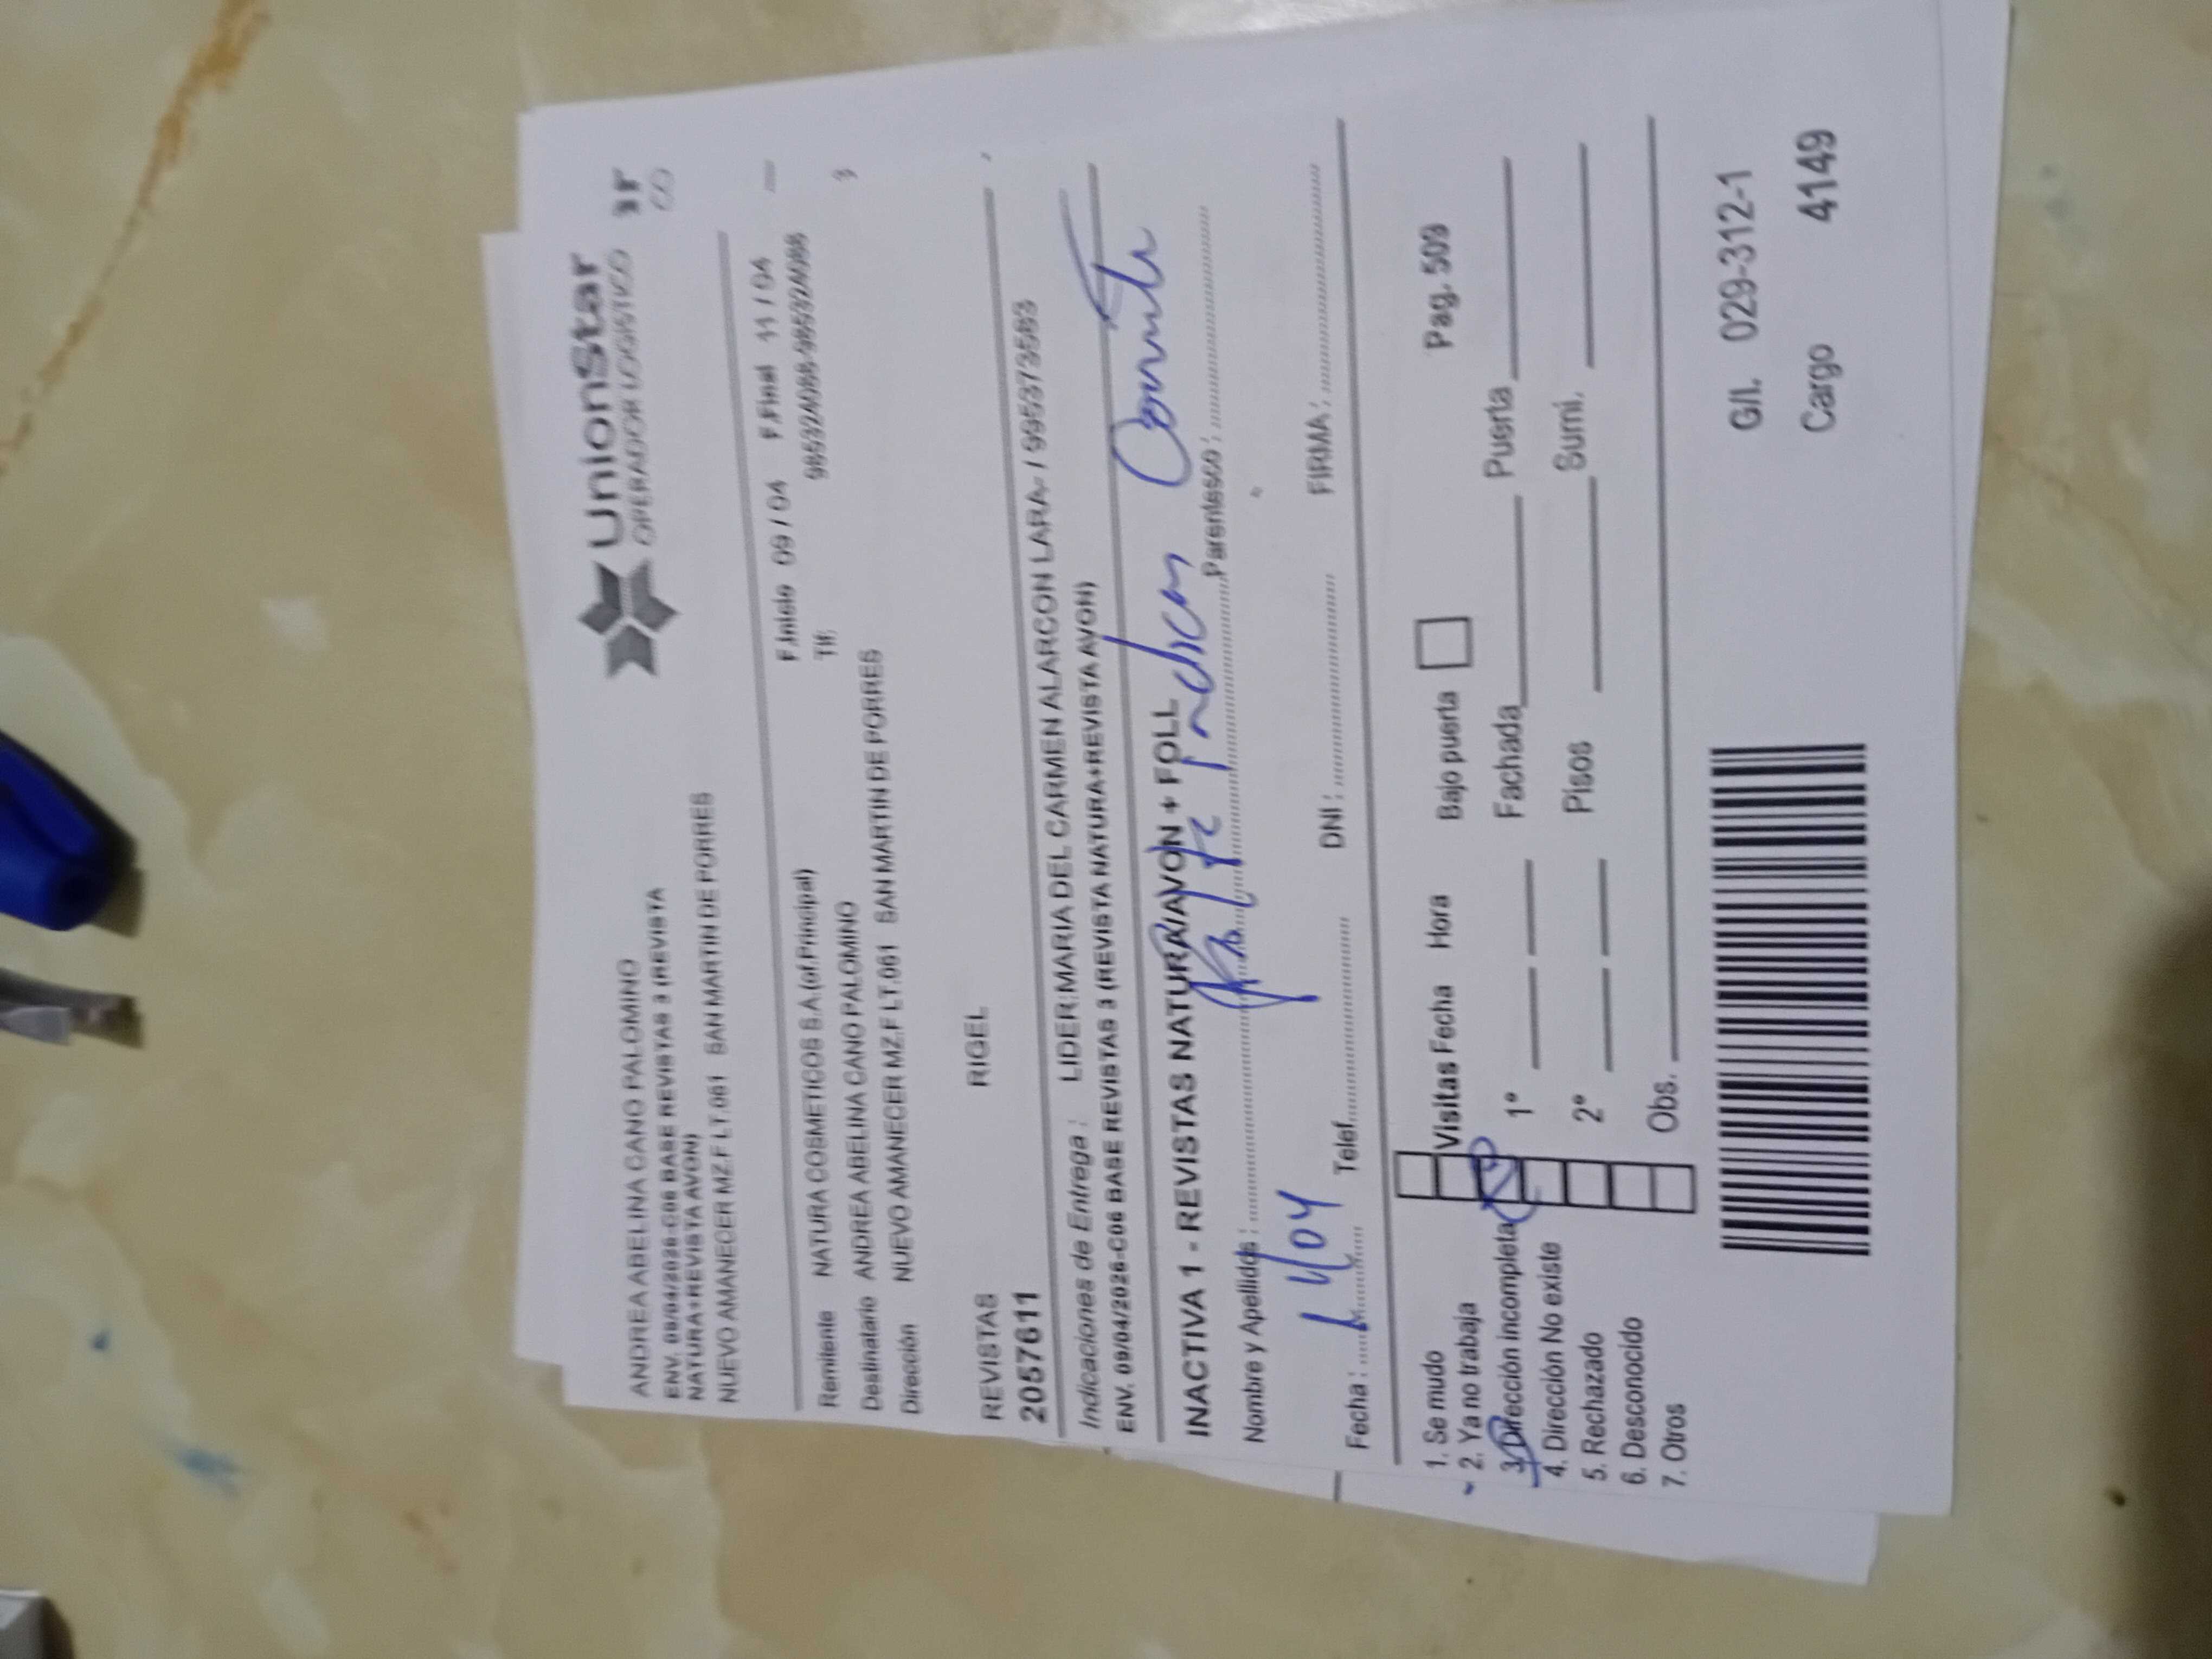 ANDREA ABELINA CANO PALOMINO
ENV. 09/04/2026-C06 BASE REVISTAS 3 (REVISTA
NATURA+REVISTA AVON)
NUEVO AMANECER MZ.F LT.061 SAN MARTIN DE PORRES
UnionStar
OPERADOR LOGISTICO
F.Inicio 09 / 04 F.Final 11 / 04
Remitente NATURA COSMETICOS S.A.(of.Principal) Tlf.
Destinatario ANDREA ABELINA CANO PALOMINO
Dirección NUEVO AMANECER MZ.F LT.061 SAN MARTIN DE PORRES
REVISTAS RIGEL
2057611
Indicaciones de Entrega : LIDER:MARIA DEL CARMEN ALARCON LARA- / 995373583
ENV. 09/04/2026-C06 BASE REVISTAS 3 (REVISTA NATURA+REVISTA AVON)
INACTIVA 1 - REVISTAS NATURA/AVON + FOLL
Nombre y Apellidos : Parentesco :
Fecha : 11/04 Telef. DNI : FIRMA :
1. Se mudo
2. Ya no trabaja
3. Dirección incompleta
4. Dirección No existe
5. Rechazado
6. Desconocido
7. Otros
Visitas Fecha Hora Bajo puerta Pag. 509
1º Fachada Puerta
2º Pisos Sumi.
Obs.
G/I. 029-312-1
Cargo 4149